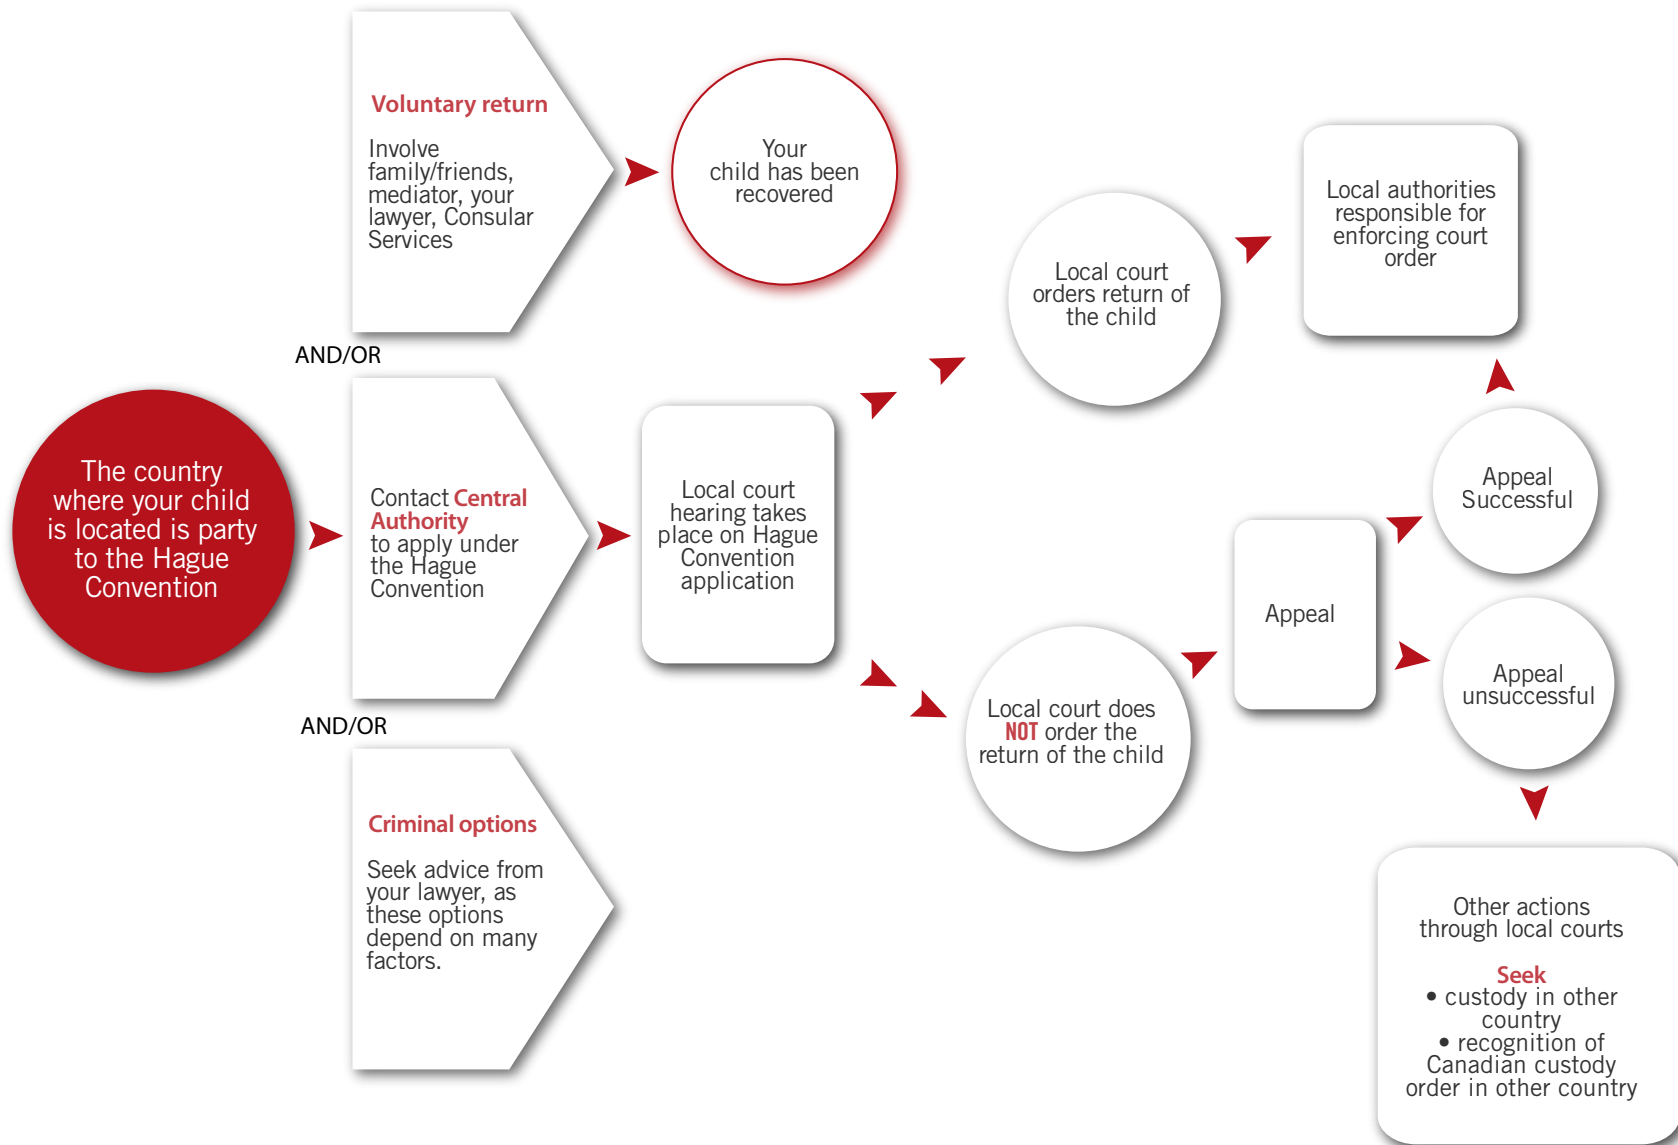 The country
where your child
is located is party
to the Hague
Convention
Voluntary return
Involve
family/friends,
mediator, your
lawyer, Consular
Services
AND/OR
Contact Central
Authority
to apply under
the Hague
Convention
AND/OR
Criminal options
Seek advice from
your lawyer, as
these options
depend on many
factors.
Your
child has been
recovered
Local court
hearing takes
place on Hague
Convention
application
Local court
orders return of
the child
Local authorities
responsible for
enforcing court
order
Local court does
NOT order the
return of the child
Appeal
Appeal
Successful
Appeal
unsuccessful
Other actions
through local courts
Seek
• custody in other
country
• recognition of
Canadian custody
order in other country